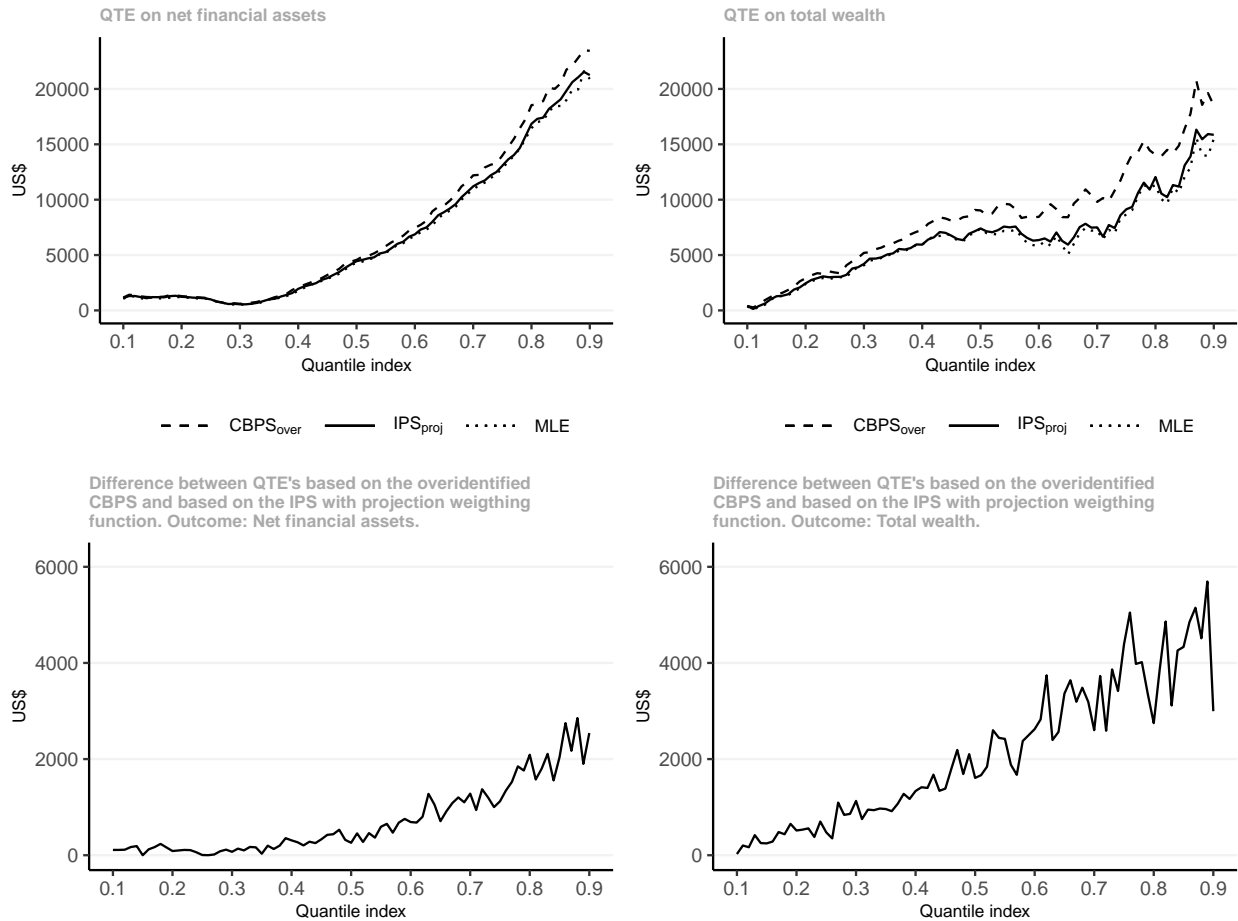 QTE on net financial assets
20000
15000
10000
5000
0
US$
0.1 0.2 0.3 0.4 0.5 0.6 0.7 0.8 0.9
Quantile index
CBPSover IPSproj MLE
QTE on total wealth
20000
15000
10000
5000
0
US$
0.1 0.2 0.3 0.4 0.5 0.6 0.7 0.8 0.9
Quantile index
CBPSover IPSproj MLE
Difference between QTE's based on the overidentified
CBPS and based on the IPS with projection weigthing
function. Outcome: Net financial assets.
6000
4000
2000
0
US$
0.1 0.2 0.3 0.4 0.5 0.6 0.7 0.8 0.9
Quantile index
Difference between QTE's based on the overidentified
CBPS and based on the IPS with projection weigthing
function. Outcome: Total wealth.
6000
4000
2000
0
US$
0.1 0.2 0.3 0.4 0.5 0.6 0.7 0.8 0.9
Quantile index